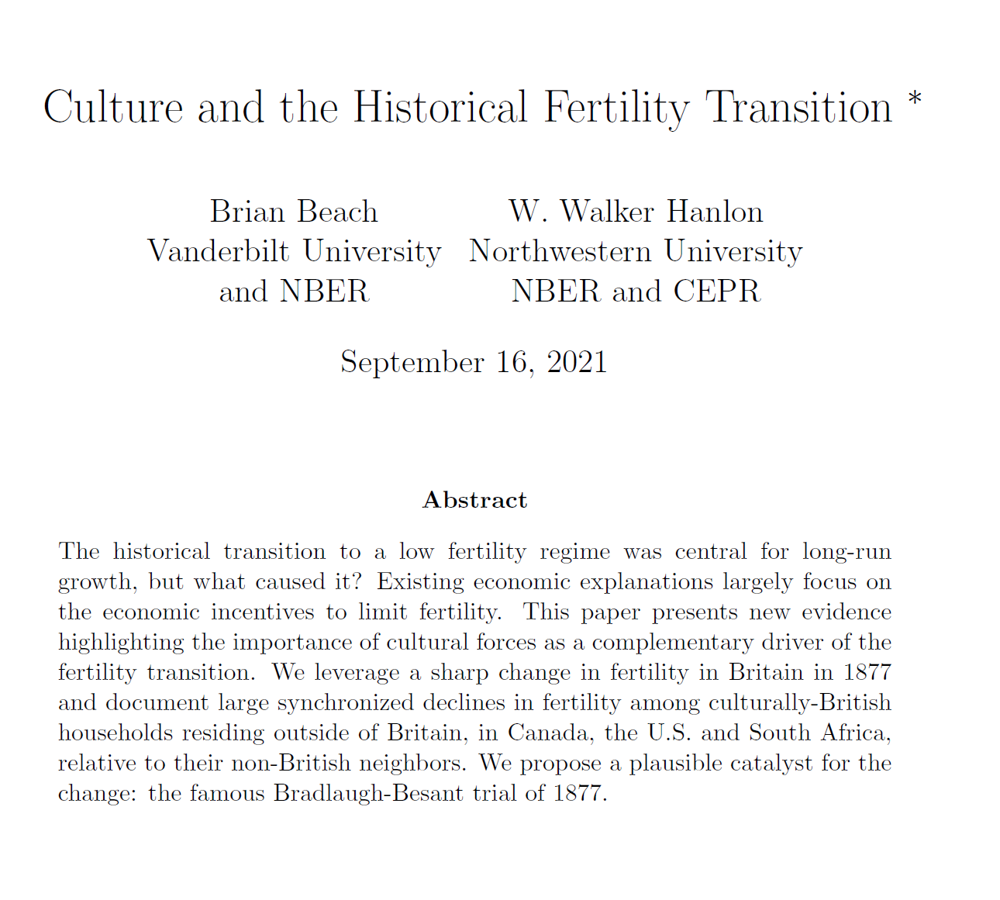 Culture and the Historical Fertility Transition *
Brian Beach
Vanderbilt University
and NBER
W. Walker Hanlon
Northwestern University
NBER and CEPR
September 16, 2021
Abstract
The historical transition to a low fertility regime was central for long-run
growth, but what caused it? Existing economic explanations largely focus on
the economic incentives to limit fertility. This paper presents new evidence
highlighting the importance of cultural forces as a complementary driver of the
fertility transition. We leverage a sharp change in fertility in Britain in 1877
and document large synchronized declines in fertility among culturally-British
households residing outside of Britain, in Canada, the U.S. and South Africa,
relative to their non-British neighbors. We propose a plausible catalyst for the
change: the famous Bradlaugh-Besant trial of 1877.